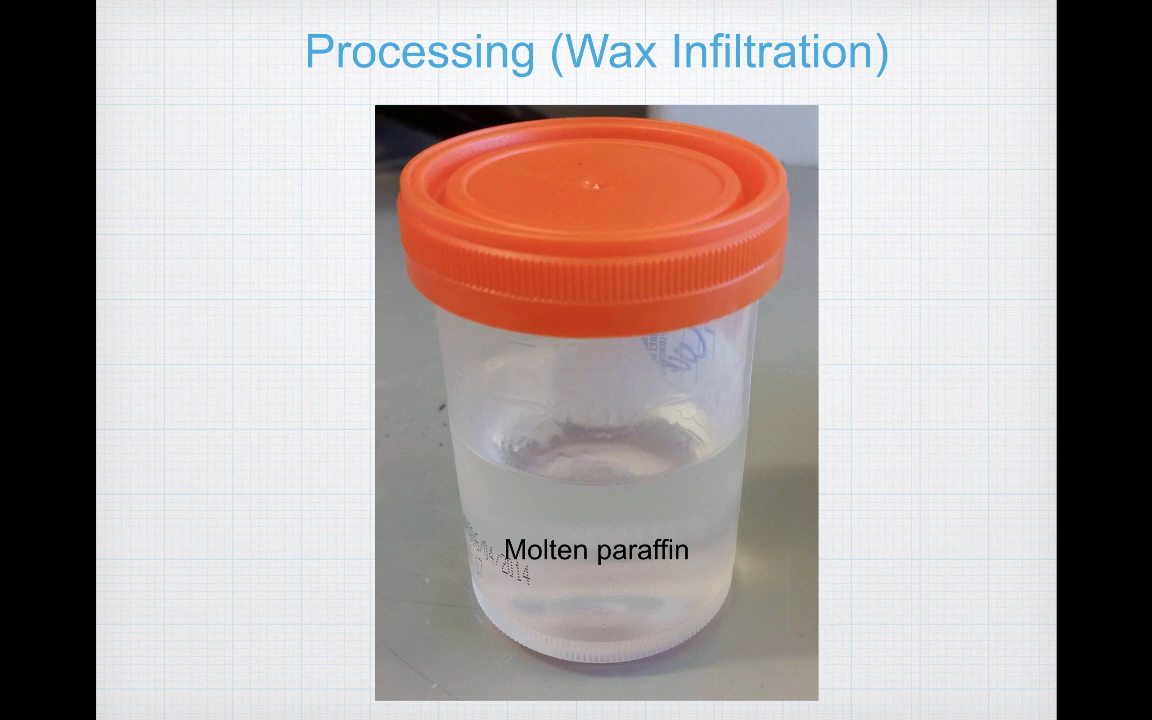 Processing (Wax Infiltration)
Molten paraffin